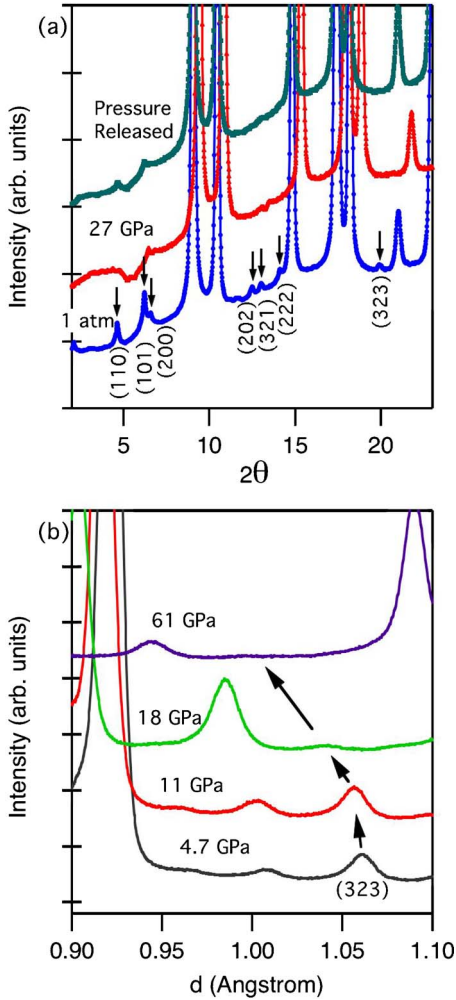 (a)
Intensity (arb. units)
Pressure
Released
27 GPa
1 atm
(110)
(101)
(200)
(202)
(321)
(222)
(323)
5
10
15
20
2θ
(b)
Intensity (arb. units)
61 GPa
18 GPa
11 GPa
4.7 GPa
(323)
0.90
0.95
1.00
1.05
1.10
d (Angstrom)